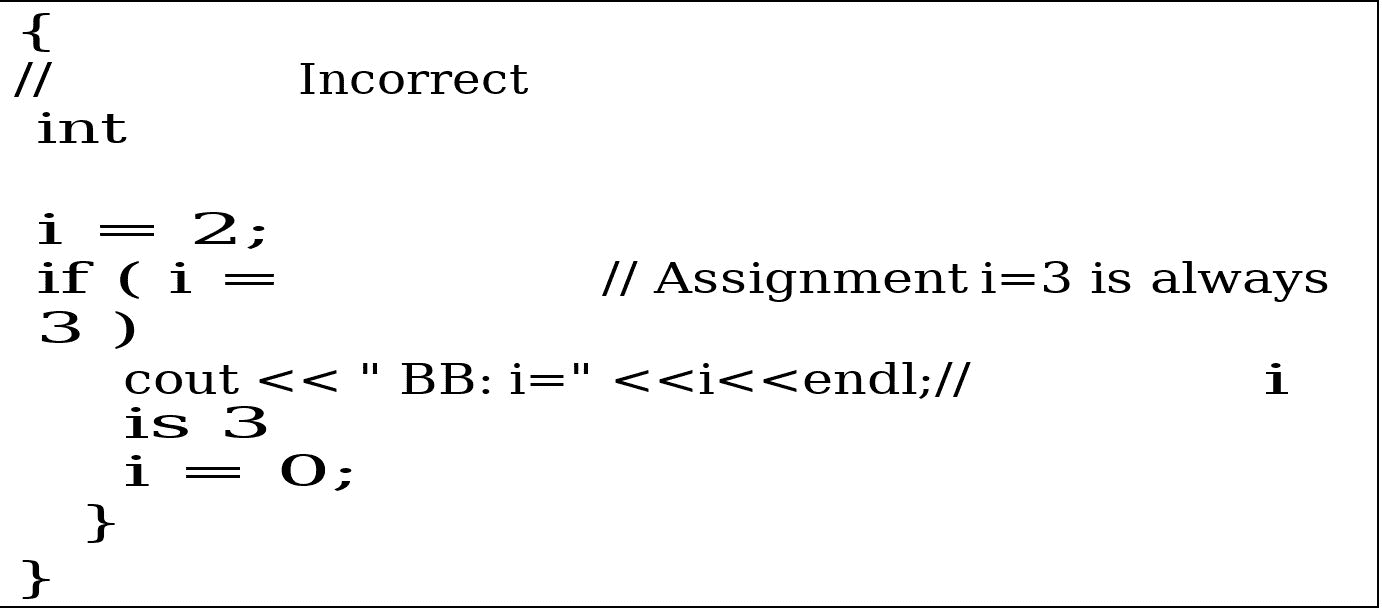 {
// Incorrect
int
i = 2;
if ( i = // Assignment i=3 is always
3 )
cout << " BB: i=" <<i<<endl;// i
is 3
i = 0;
}
}